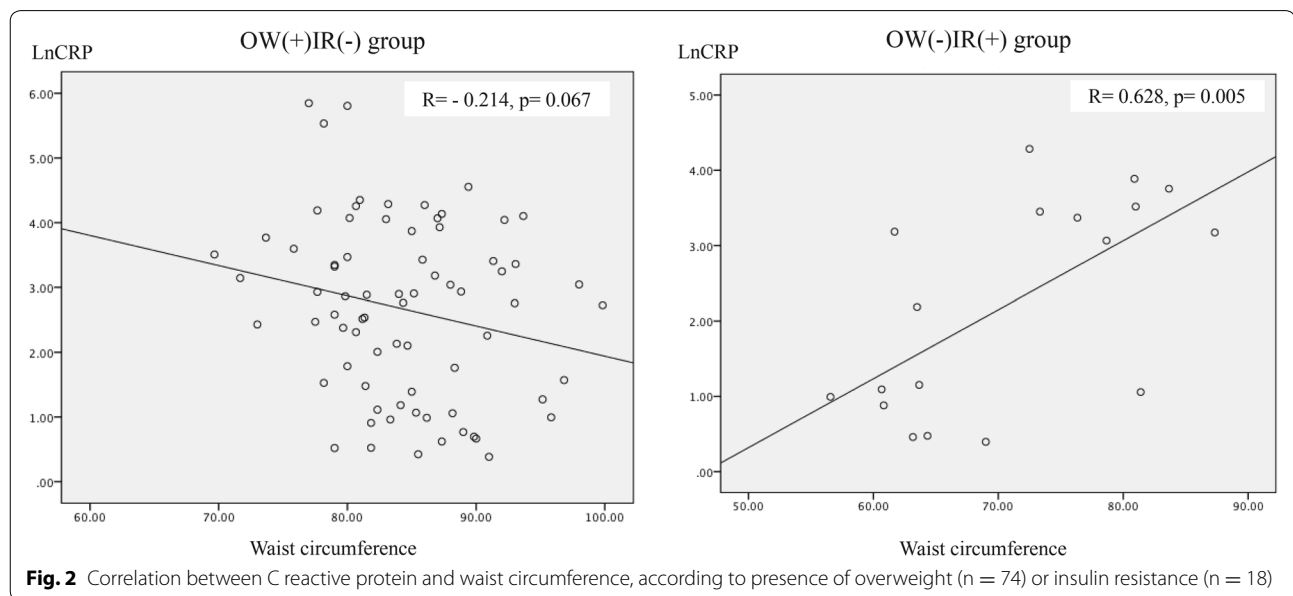 OW(+)IR(-) group
LnCRP
R= - 0.214, p= 0.067
6.00
5.00
4.00
3.00
2.00
1.00
.00
60.00 70.00 80.00 90.00 100.00
Waist circumference
OW(-)IR(+) group
LnCRP
R= 0.628, p= 0.005
5.00
4.00
3.00
2.00
1.00
.00
50.00 60.00 70.00 80.00 90.00
Waist circumference
Fig. 2 Correlation between C reactive protein and waist circumference, according to presence of overweight (n = 74) or insulin resistance (n = 18)